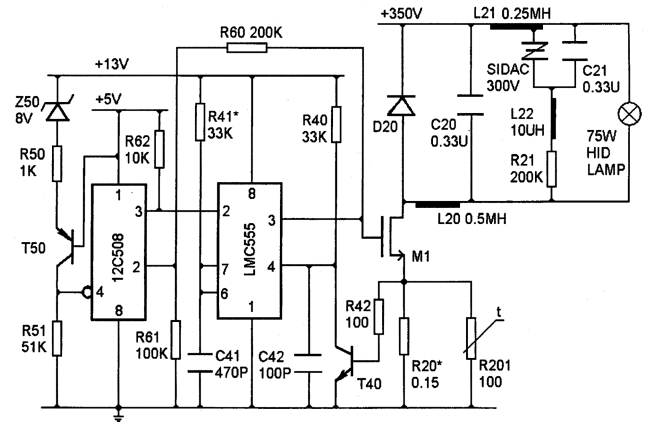 +350V
L21 0.25MH
R60 200K
+13V
SIDAC
300V
C21
0.33U
Z50
8V
+5V
R41*
33K
R40
33K
D20
C20
0.33U
L22
10UH
75W
HID
LAMP
R62
10K
R50
1K
R21
200K
1
8
3
2
3
L20 0.5MH
T50
12C508
LMC555
M1
2
7
4
4
6
t
8
1
R42
100
R51
51K
R61
100K
C41
470P
C42
100P
T40
R20*
0.15
R201
100